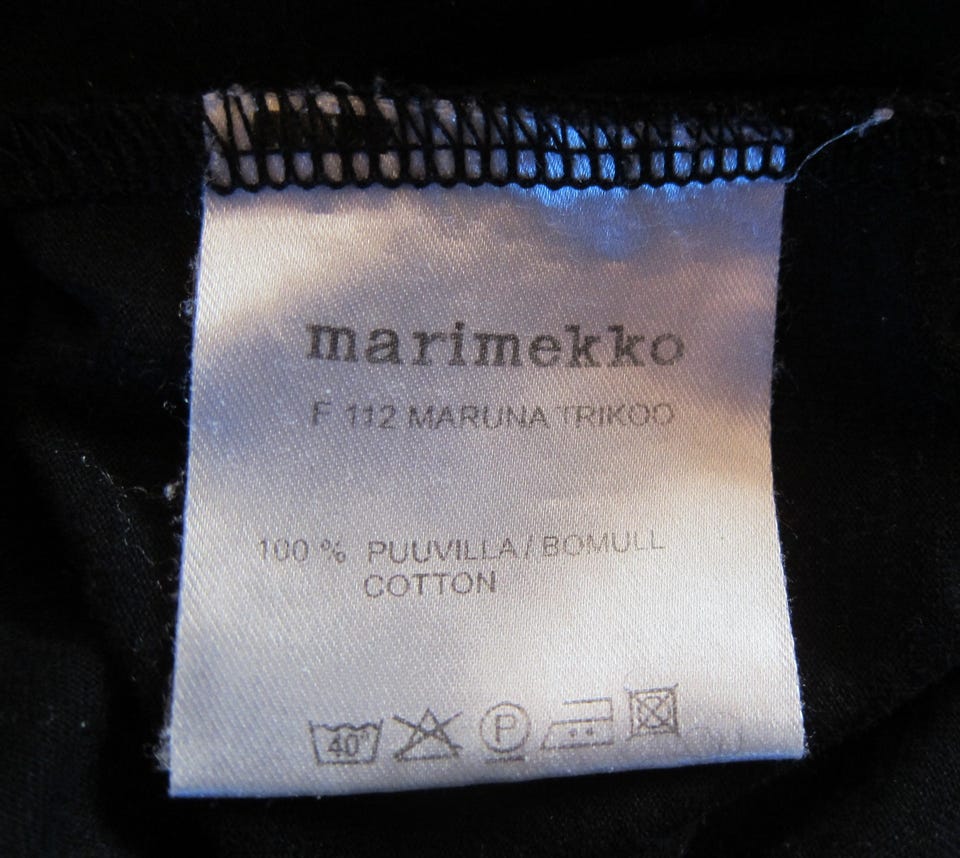 marimekko
F 112 MARUNA TRIKOO
100 % PUUVILLA / BOMULL
COTTON
40°
P